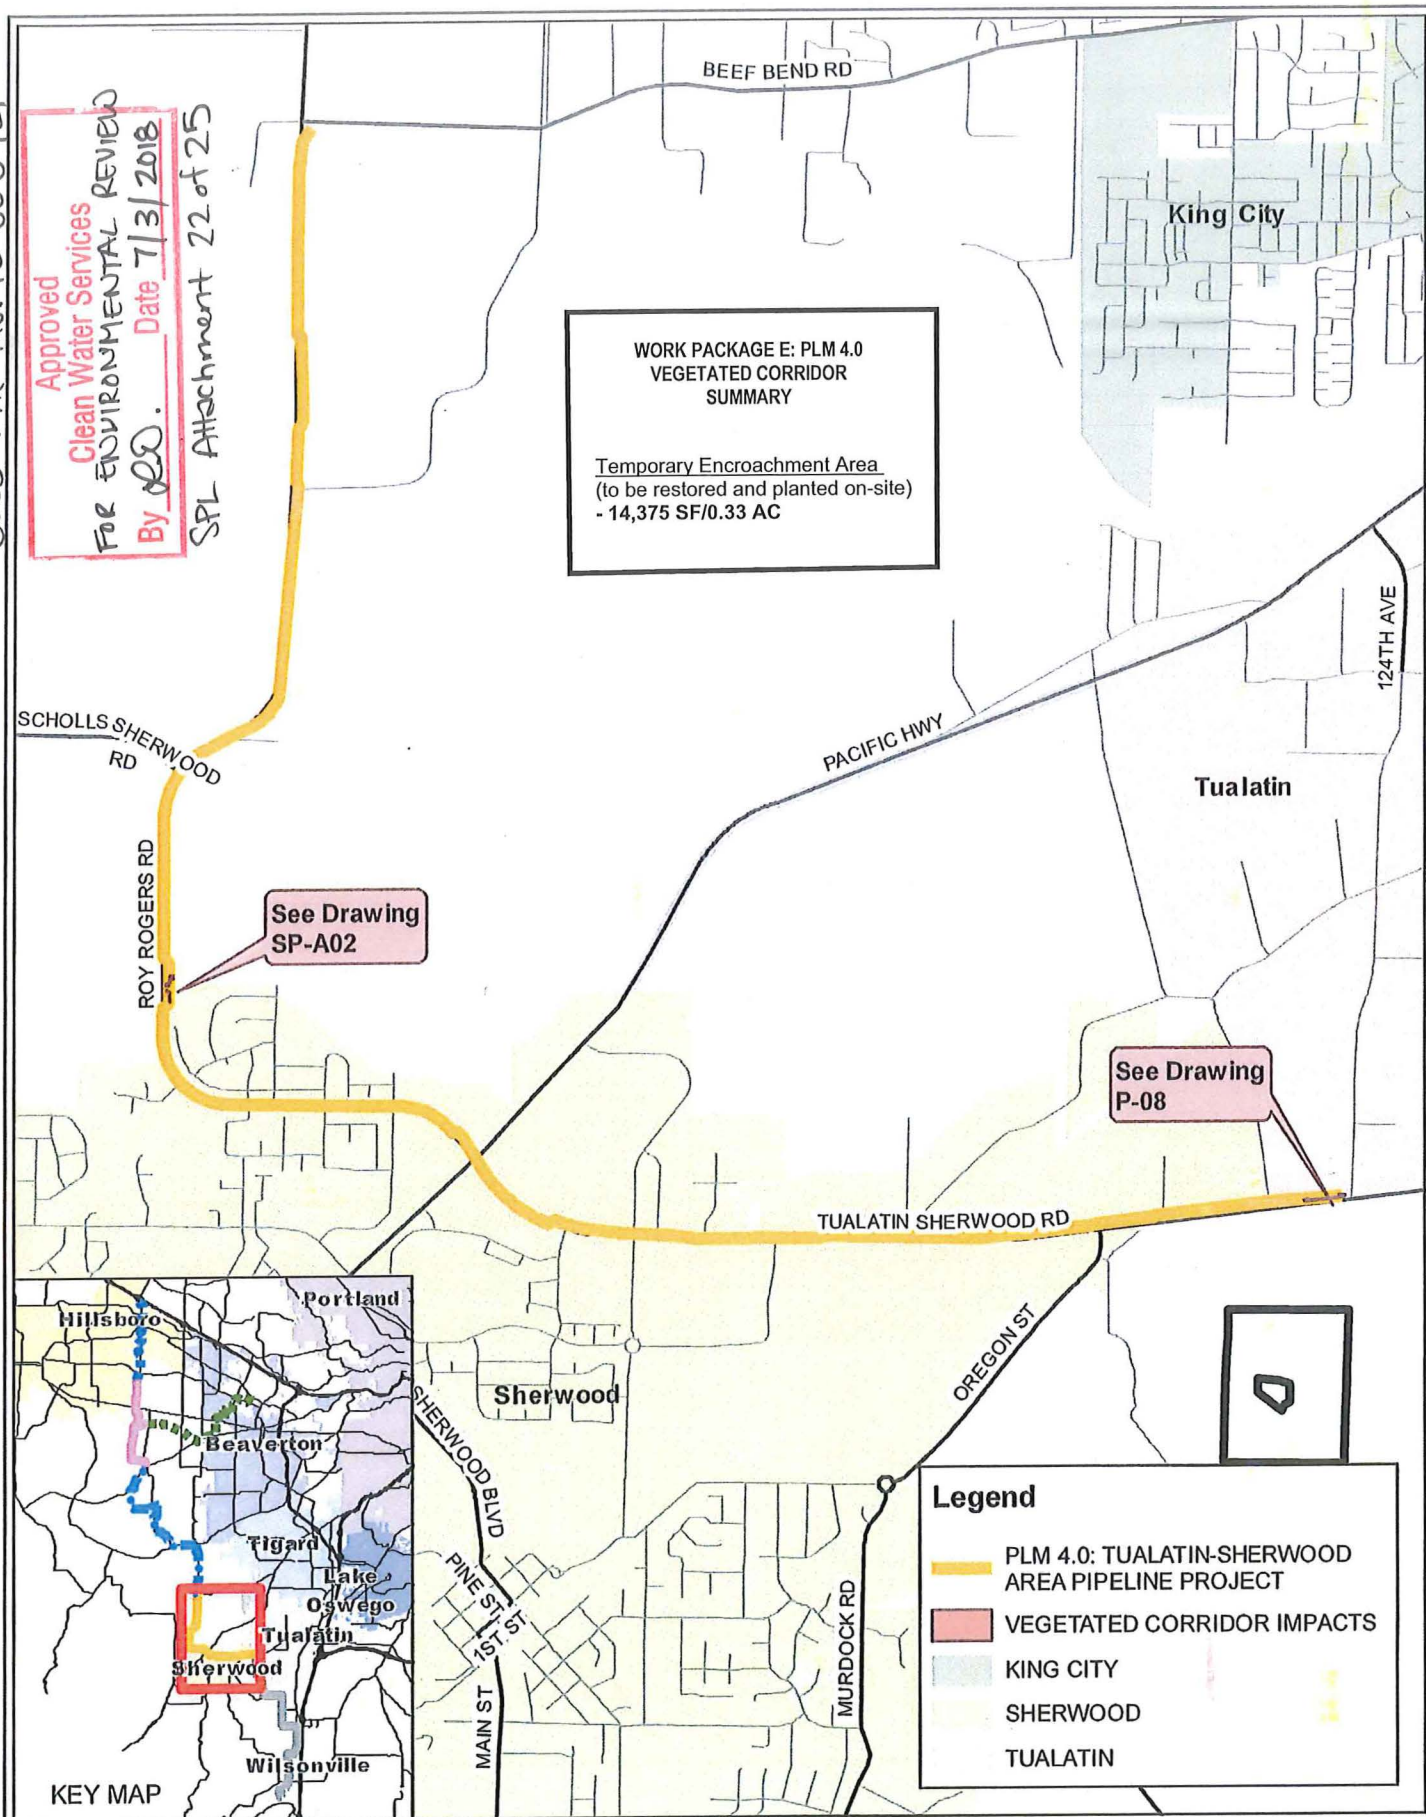 BEEF BEND RD
King City
Approved
Clean Water Services
FOR ENVIRONMENTAL REVIEW
By Date 7/3/2018
SPL Attachment 22 of 25
WORK PACKAGE E: PLM 4.0
VEGETATED CORRIDOR
SUMMARY
Temporary Encroachment Area
(to be restored and planted on-site)
- 14,375 SF/0.33 AC
124TH AVE
SCHOLLS SHERWOOD
RD
PACIFIC HWY
Tualatin
ROY ROGERS RD
See Drawing
SP-A02
See Drawing
P-08
TUALATIN SHERWOOD RD
OREGON ST
Sherwood
SHERWOOD BLVD
PINE ST
1ST ST
MAIN ST
MURDOCK RD
Portland
Hillsboro
Beaverton
Tigard
Lake
Oswego
Tualatin
Sherwood
Wilsonville
KEY MAP
Legend
PLM 4.0: TUALATIN-SHERWOOD
AREA PIPELINE PROJECT
VEGETATED CORRIDOR IMPACTS
KING CITY
SHERWOOD
TUALATIN